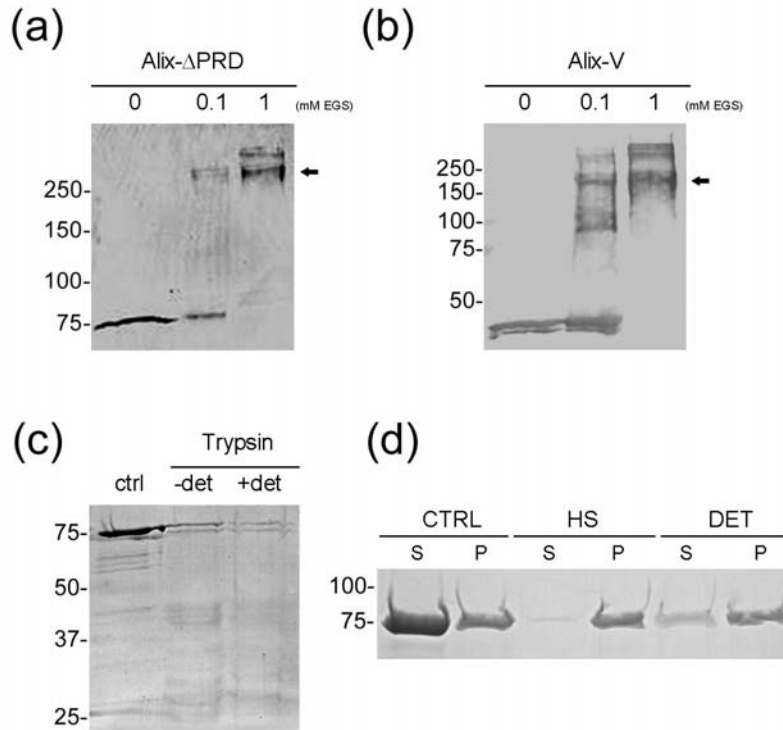 (a)
Alix-ΔPRD
0 0.1 1 (mM EGS)
250-
150-
100-
75-
(b)
Alix-V
0 0.1 1 (mM EGS)
250-
150-
100-
75-
50-
(c)
Trypsin
ctrl -det +det
75-
50-
37-
25-
(d)
CTRL HS DET
S P S P S P
100-
75-